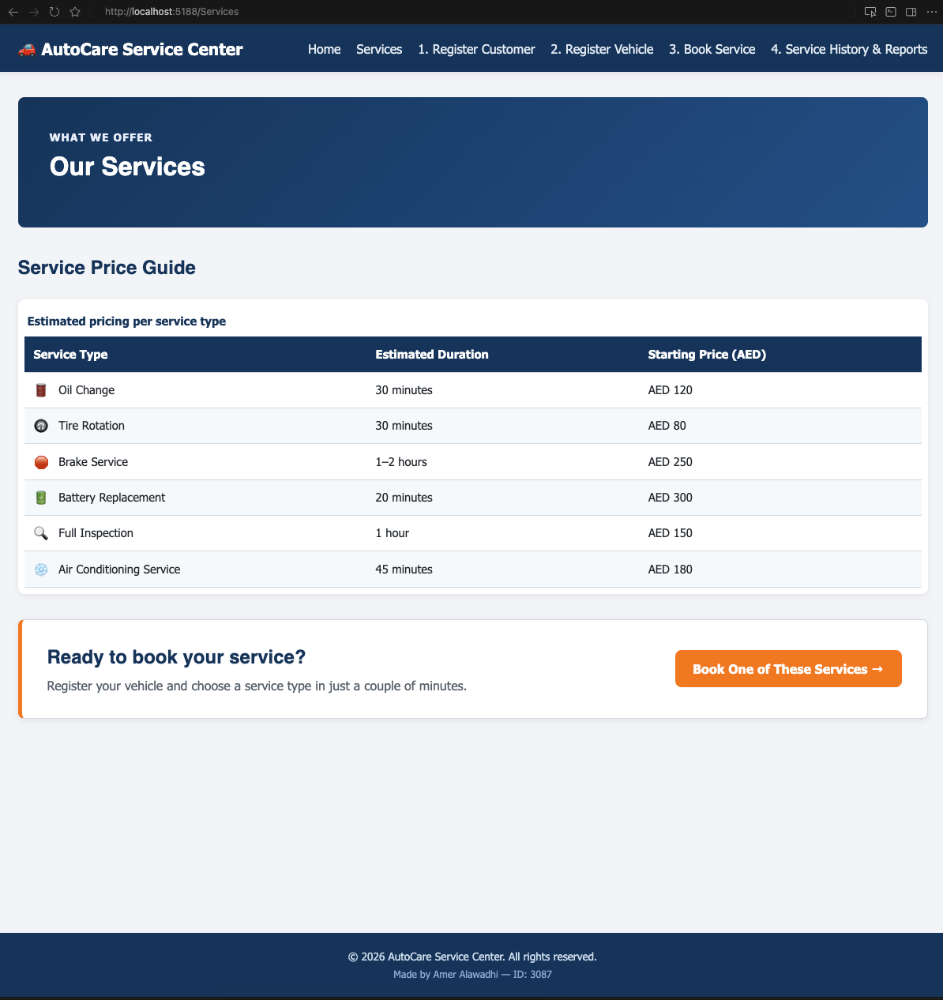 http://localhost:5188/Services
AutoCare Service Center
Home Services 1. Register Customer 2. Register Vehicle 3. Book Service 4. Service History & Reports
WHAT WE OFFER
Our Services
Service Price Guide
Estimated pricing per service type
Service Type Estimated Duration Starting Price (AED)
Oil Change 30 minutes AED 120
Tire Rotation 30 minutes AED 80
Brake Service 1–2 hours AED 250
Battery Replacement 20 minutes AED 300
Full Inspection 1 hour AED 150
Air Conditioning Service 45 minutes AED 180
Ready to book your service?
Register your vehicle and choose a service type in just a couple of minutes.
Book One of These Services →
© 2026 AutoCare Service Center. All rights reserved.
Made by Amer Alawadhi — ID: 3087